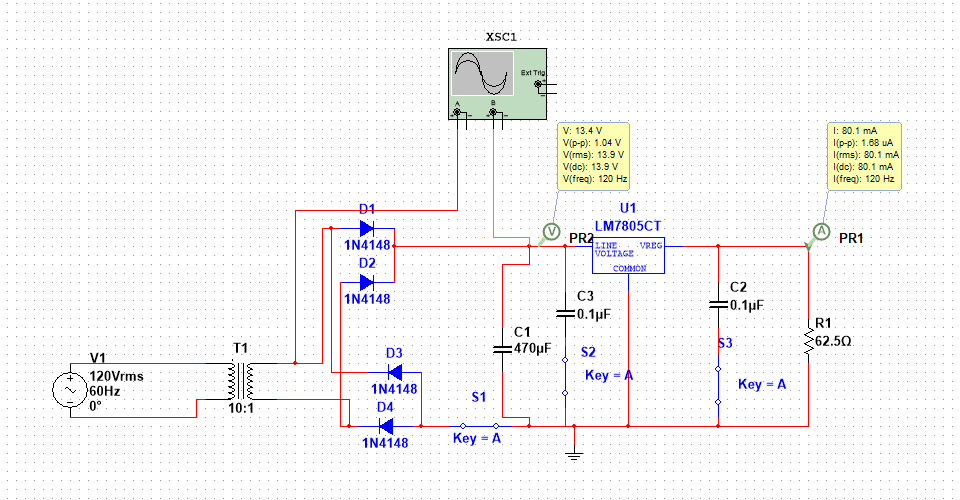 XSC1
Ext Trig
+
-
A
B
+
-
+
-
V: 13.4 V
V(p-p): 1.04 V
V(rms): 13.9 V
V(dc): 13.9 V
V(freq): 120 Hz
I: 80.1 mA
I(p-p): 1.68 uA
I(rms): 80.1 mA
I(dc): 80.1 mA
I(freq): 120 Hz
V
PR2
U1
LM7805CT
LINE VREG
VOLTAGE
COMMON
A
PR1
D1
1N4148
D2
1N4148
C3
0.1µF
C2
0.1µF
C1
470µF
R1
62.5Ω
S2
Key = A
S3
Key = A
V1
120Vrms
60Hz
0°
T1
10:1
D3
1N4148
D4
1N4148
S1
Key = A